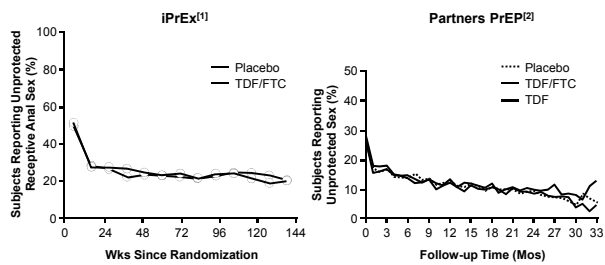 iPrEx[1]
Subjects Reporting Unprotected
Receptive Anal Sex (%)
100
80
60
40
20
0
Placebo
TDF/FTC
0 24 48 72 96 120 144
Wks Since Randomization
Partners PrEP[2]
Subjects Reporting
Unprotected Sex (%)
50
40
30
20
10
0
Placebo
TDF/FTC
TDF
0 3 6 9 12 15 18 21 24 27 30 33
Follow-up Time (Mos)